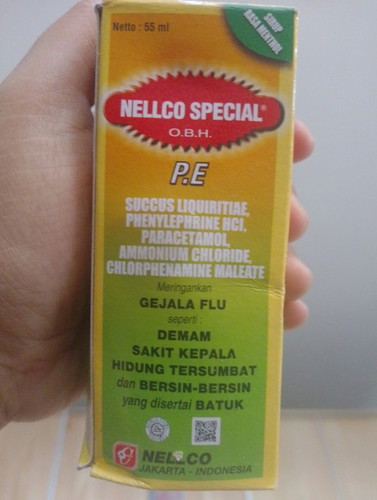 Netto : 55 ml
SIRUP
RASA MENTHOL
NELLCO SPECIAL®
O.B.H.
P.E
SUCCUS LIQUIRITIAE,
PHENYLEPHRINE HCl,
PARACETAMOL,
AMMONIUM CHLORIDE,
CHLORPHENAMINE MALEATE
Meringankan
GEJALA FLU
seperti :
DEMAM
SAKIT KEPALA
HIDUNG TERSUMBAT
dan BERSIN-BERSIN
yang disertai BATUK
NELLCO
JAKARTA - INDONESIA